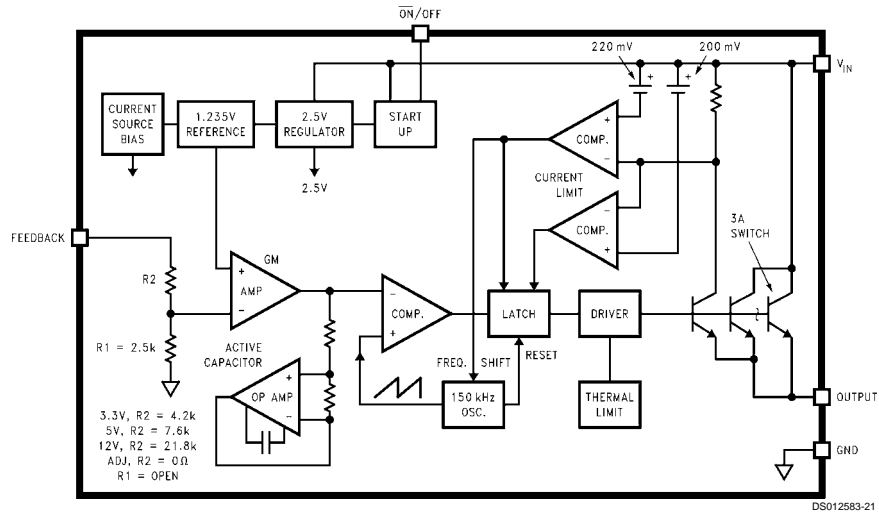 ON/OFF
220 mV
200 mV
VIN
CURRENT
SOURCE
BIAS
1.235V
REFERENCE
2.5V
REGULATOR
START
UP
2.5V
+
+
+
COMP.
−
CURRENT
LIMIT
−
COMP.
+
3A
SWITCH
FEEDBACK
R2
R1 = 2.5k
GM
+
AMP
−
−
COMP.
+
LATCH
DRIVER
ACTIVE
CAPACITOR
+
OP AMP
−
FREQ. SHIFT
RESET
150 kHz
OSC.
THERMAL
LIMIT
OUTPUT
GND
3.3V, R2 = 4.2k
5V, R2 = 7.6k
12V, R2 = 21.8k
ADJ, R2 = 0Ω
R1 = OPEN
DS012583-21